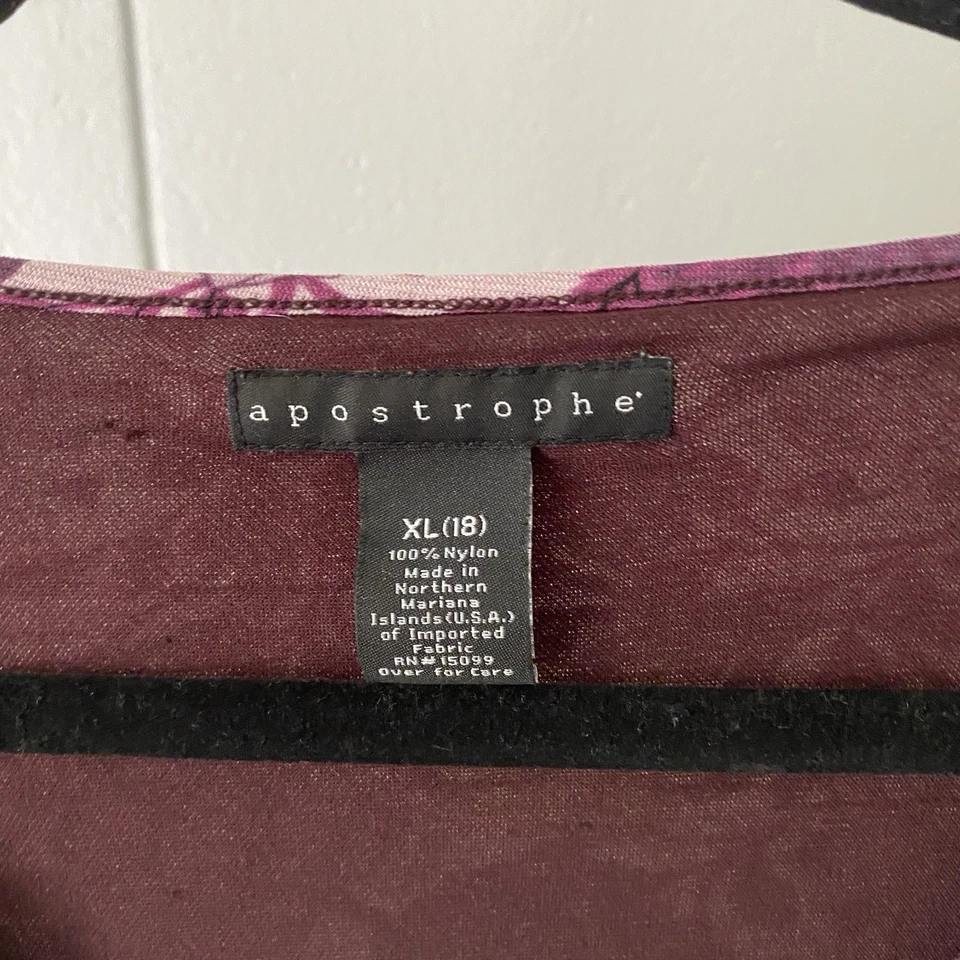 apostrophe
XL(18)
100% Nylon
Made in
Northern
Mariana
Islands(U.S.A.)
of Imported
Fabric
RN# 15099
Over for Care